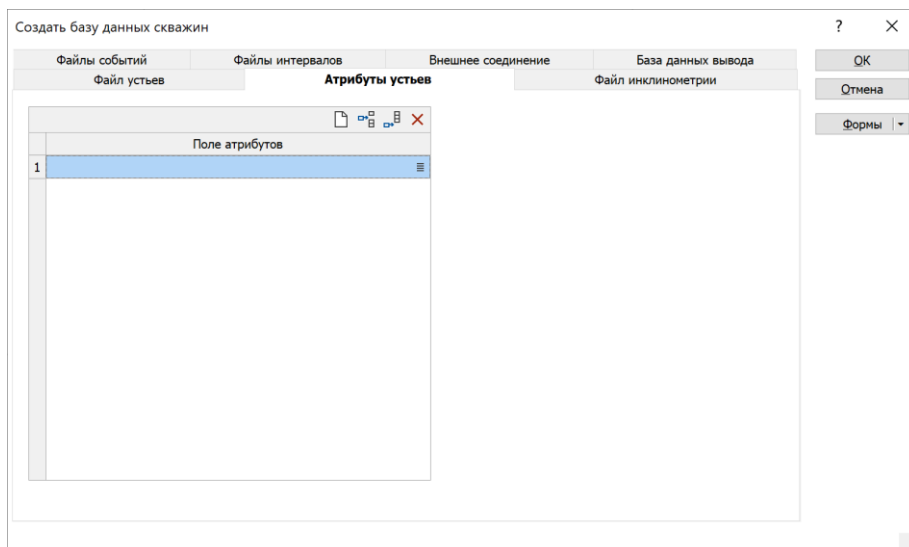 Создать базу данных скважин
? ✕
Файлы событий Файлы интервалов Внешнее соединение База данных вывода
Файл устьев Атрибуты устьев Файл инклинометрии
OK
Отмена
Формы
Поле атрибутов
1